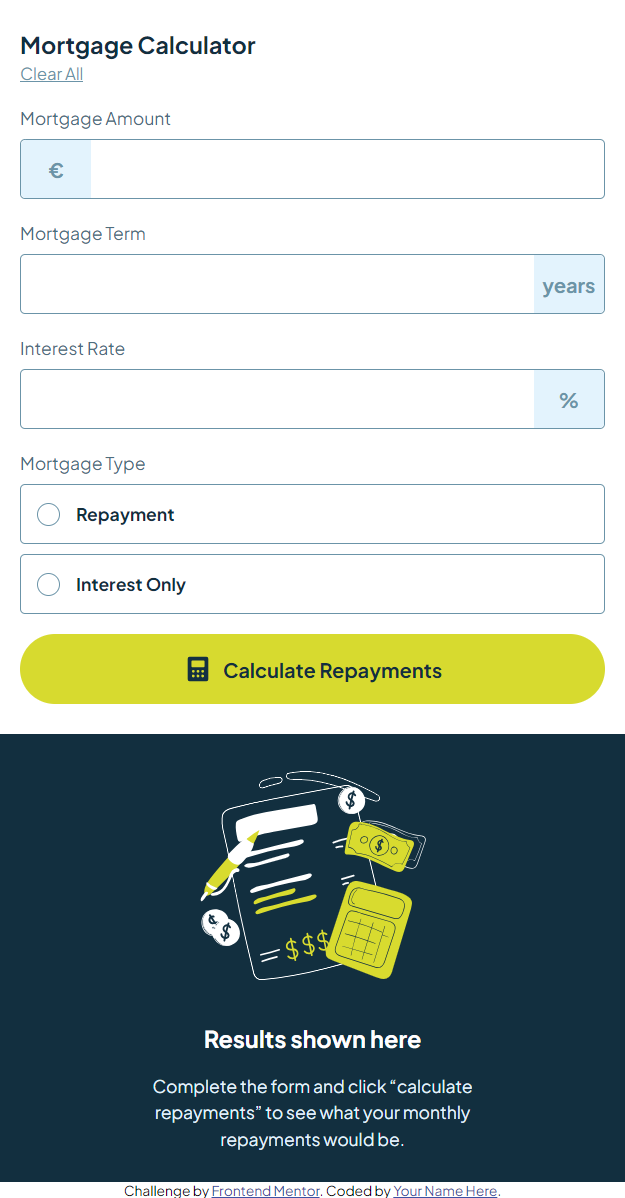 Mortgage Calculator
Clear All
Mortgage Amount
€
Mortgage Term
years
Interest Rate
%
Mortgage Type
Repayment
Interest Only
Calculate Repayments
$
$
$
$
$$$
Results shown here
Complete the form and click “calculate
repayments” to see what your monthly
repayments would be.
Challenge by Frontend Mentor. Coded by Your Name Here.